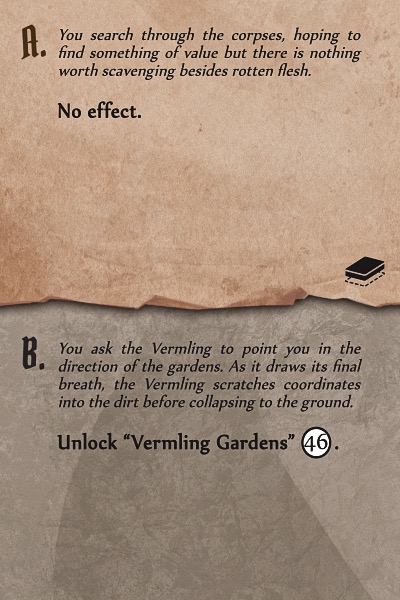 A. You search through the corpses, hoping to
find something of value but there is nothing
worth scavenging besides rotten flesh.
No effect.
B. You ask the Vermling to point you in the
direction of the gardens. As it draws its final
breath, the Vermling scratches coordinates
into the dirt before collapsing to the ground.
Unlock “Vermling Gardens” 46.